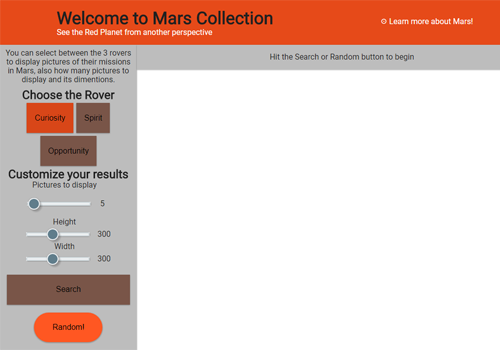 Welcome to Mars Collection
See the Red Planet from another perspective
Learn more about Mars!
You can select between the 3 rovers
to display pictures of their missions
in Mars, also how many pictures to
display and its dimentions.
Hit the Search or Random button to begin
Choose the Rover
Curiosity
Spirit
Opportunity
Customize your results
Pictures to display
5
Height
300
Width
300
Search
Random!